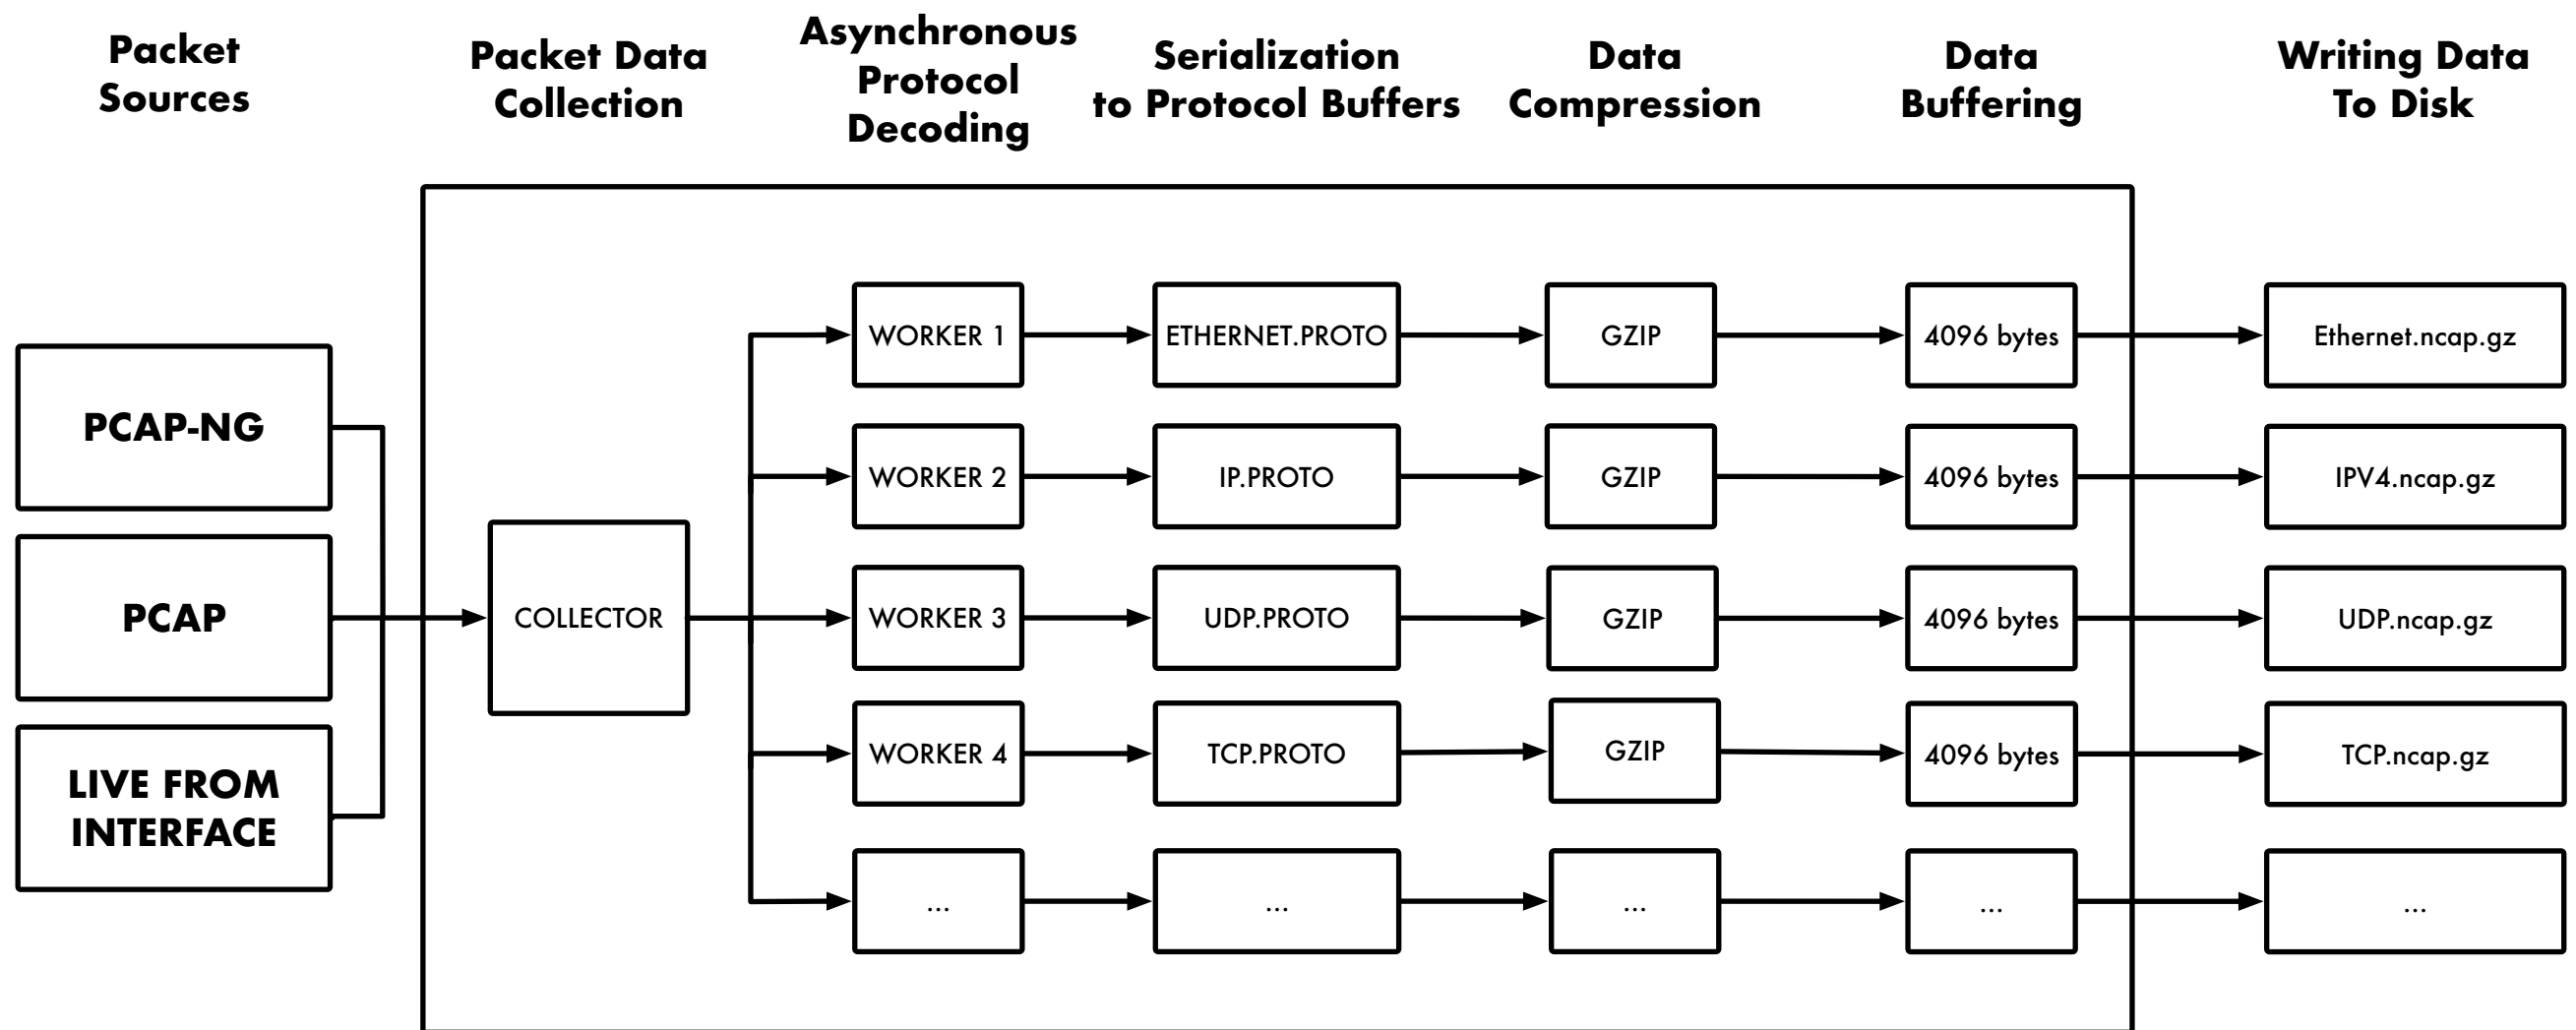 Packet
Sources
Packet Data
Collection
Asynchronous
Protocol
Decoding
Serialization
to Protocol Buffers
Data
Compression
Data
Buffering
Writing Data
To Disk
PCAP-NG
PCAP
LIVE FROM
INTERFACE
COLLECTOR
WORKER 1
ETHERNET.PROTO
GZIP
4096 bytes
Ethernet.ncap.gz
WORKER 2
IP.PROTO
GZIP
4096 bytes
IPV4.ncap.gz
WORKER 3
UDP.PROTO
GZIP
4096 bytes
UDP.ncap.gz
WORKER 4
TCP.PROTO
GZIP
4096 bytes
TCP.ncap.gz
...
...
...
...
...